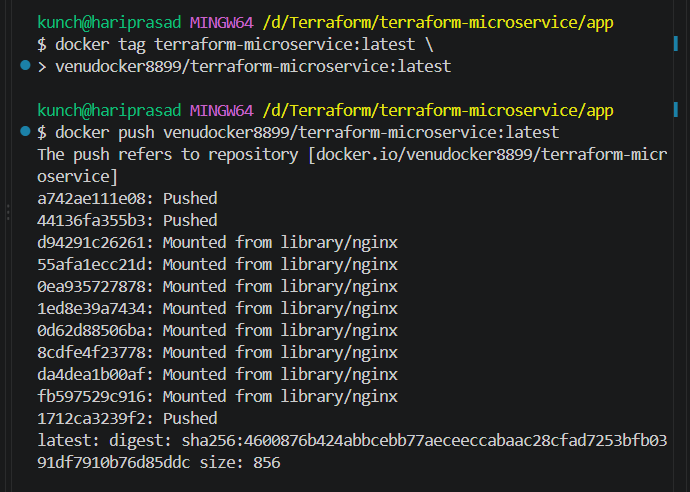 kunch@hariprasad MINGW64 /d/Terraform/terraform-microservice/app
$ docker tag terraform-microservice:latest \
> venudocker8899/terraform-microservice:latest
kunch@hariprasad MINGW64 /d/Terraform/terraform-microservice/app
$ docker push venudocker8899/terraform-microservice:latest
The push refers to repository [docker.io/venudocker8899/terraform-micr
oservice]
a742ae111e08: Pushed
44136fa355b3: Pushed
d94291c26261: Mounted from library/nginx
55afa1ecc21d: Mounted from library/nginx
0ea935727878: Mounted from library/nginx
1ed8e39a7434: Mounted from library/nginx
0d62d88506ba: Mounted from library/nginx
8cdfe4f23778: Mounted from library/nginx
da4dea1b00af: Mounted from library/nginx
fb597529c916: Mounted from library/nginx
1712ca3239f2: Pushed
latest: digest: sha256:4600876b424abbcebb77aeceeccabaac28cfad7253bfb03
91df7910b76d85ddc size: 856